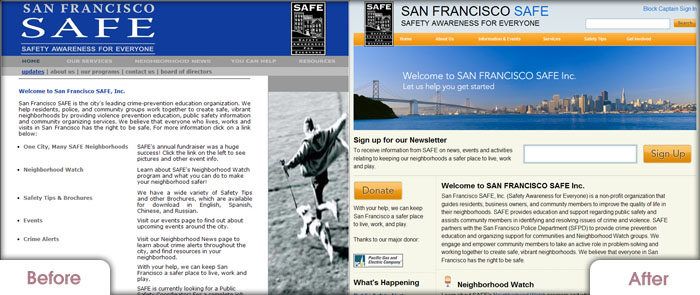 SAN FRANCISCO
SAFE
SAFETY AWARENESS FOR EVERYONE
SAFE
HOME OUR SERVICES NEIGHBORHOOD NEWS YOU CAN HELP RESOURCES
updates | about us | our programs | contact us | board of directors
Welcome to San Francisco SAFE, Inc.
San Francisco SAFE is the city's leading crime-prevention education organization. We
help residents, police, and community groups work together to create safe, vibrant
neighborhoods by providing violence prevention education, public safety information
and community organizing services. We believe that everyone who lives, works and
visits in San Francisco has the right to be safe. For more information click on a link
below:
One City, Many SAFE Neighborhoods
SAFE's annual fundraiser was a huge
success! Click the link on the left to see
pictures and other event info.
Neighborhood Watch
Learn about SAFE's Neighborhood Watch
program and what you can do to make
your neighborhood safer!
Safety Tips & Brochures
We have a wide variety of Safety Tips
and other Brochures, which are available
for download in English, Spanish,
Chinese, and Russian.
Events
Visit our events page to find out about
upcoming events around the city.
Crime Alerts
Visit our Neighborhood News page to
learn about crime alerts throughout the
city, and find resources in your
neighborhood.
With your help, we can keep San
Francisco a safer place to live, work and
play.
SAFE is currently looking for a Public
Before
SAFE
SAN FRANCISCO SAFE
SAFETY AWARENESS FOR EVERYONE
Block Captain Sign In
Search
Home About Us Information & Events Services Safety Tips Get Involved
Welcome to SAN FRANCISCO SAFE Inc.
Let us help you get started
Sign up for our Newsletter
To receive information from SAFE on news, events and activities
relating to keeping our neighborhoods a safer place to live, work,
and play.
Sign Up
Donate
With your help, we can keep
San Francisco a safer place to
live, work, and play.
Thanks to our major donor:
Pacific Gas and
Electric Company
What's Happening
Welcome to SAN FRANCISCO SAFE Inc.
San Francisco SAFE, Inc (Safety Awareness for Everyone) is a non-profit organization that
guides residents, business owners, and community members to improve the quality of life in
their neighborhoods. SAFE provides education and support regarding public safety and
assists community members in identifying and resolving issues of crime and violence. SAFE
partners with the San Francisco Police Department (SFPD) to provide crime prevention
education and organizing support for communities and Neighborhood Watch groups. We
engage and empower community members to take an active role in problem-solving and
working together to create safe, vibrant neighborhoods. We believe that everyone in San
Francisco has the right to be safe.
Neighborhood Watch
After